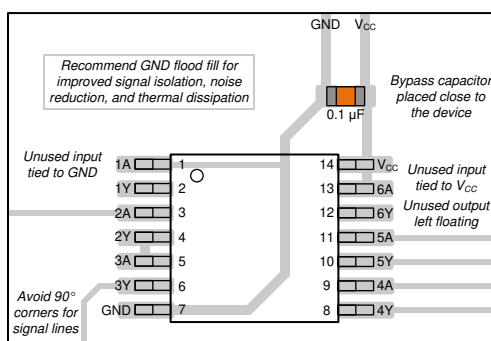 GND VCC
Recommend GND flood fill for
improved signal isolation, noise
reduction, and thermal dissipation
Bypass capacitor
placed close to
the device
0.1 µF
Unused input
tied to GND
1A 1 14 VCC
1Y 2 13 6A
2A 3 12 6Y
2Y 4 11 5A
3A 5 10 5Y
3Y 6 9 4A
GND 7 8 4Y
Unused input
tied to VCC
Unused output
left floating
Avoid 90°
corners for
signal lines